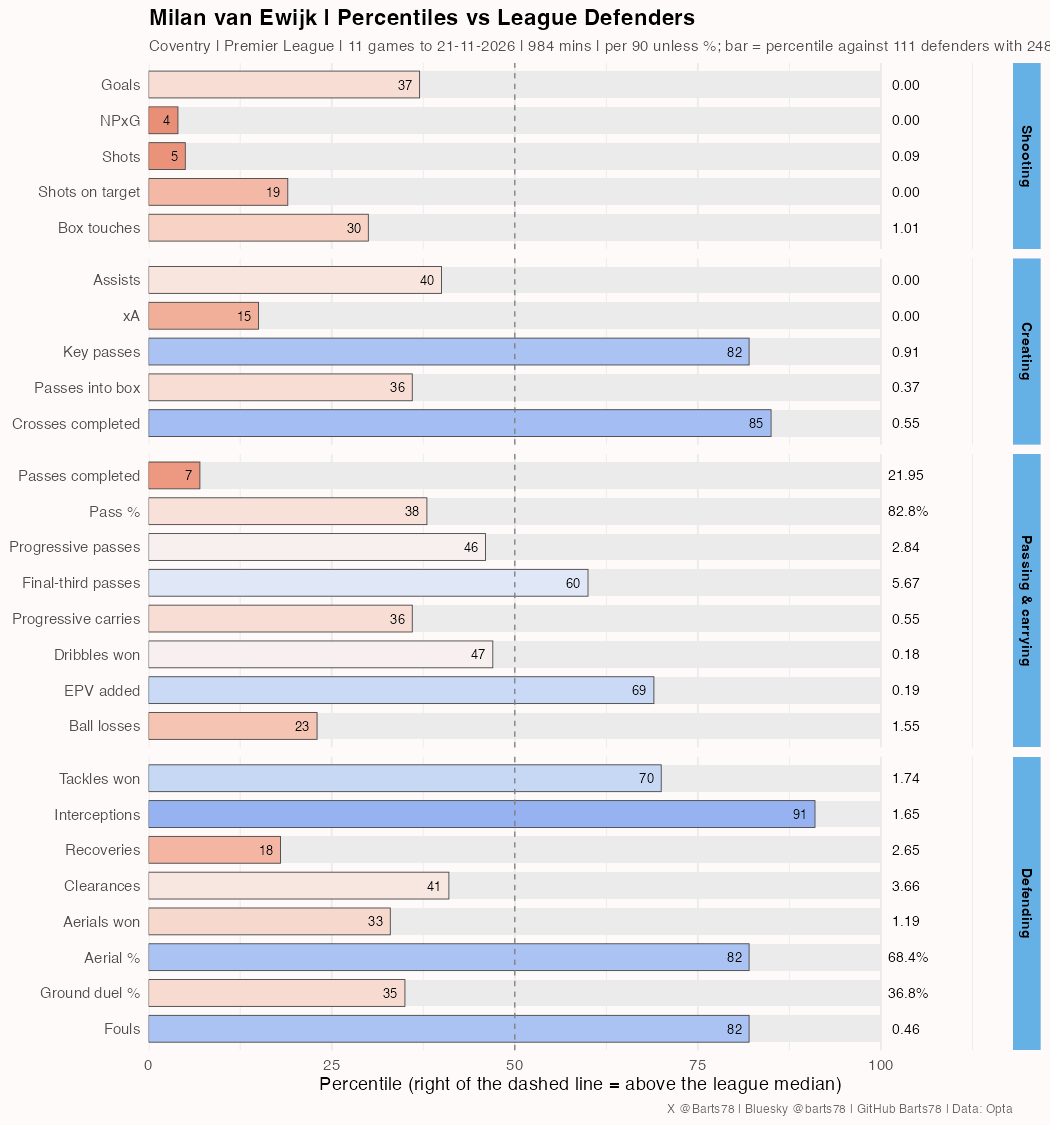 Milan van Ewijk | Percentiles vs League Defenders
Coventry | Premier League | 11 games to 21-11-2026 | 984 mins | per 90 unless %; bar = percentile against 111 defenders with 248
Goals 37 0.00
NPxG 4 0.00
Shots 5 0.09
Shots on target 19 0.00
Box touches 30 1.01
Shooting
Assists 40 0.00
xA 15 0.00
Key passes 82 0.91
Passes into box 36 0.37
Crosses completed 85 0.55
Creating
Passes completed 7 21.95
Pass % 38 82.8%
Progressive passes 46 2.84
Final-third passes 60 5.67
Progressive carries 36 0.55
Dribbles won 47 0.18
EPV added 69 0.19
Ball losses 23 1.55
Passing & carrying
Tackles won 70 1.74
Interceptions 91 1.65
Recoveries 18 2.65
Clearances 41 3.66
Aerials won 33 1.19
Aerial % 82 68.4%
Ground duel % 35 36.8%
Fouls 82 0.46
Defending
0 25 50 75 100
Percentile (right of the dashed line = above the league median)
X @Barts78 | Bluesky @barts78 | GitHub Barts78 | Data: Opta